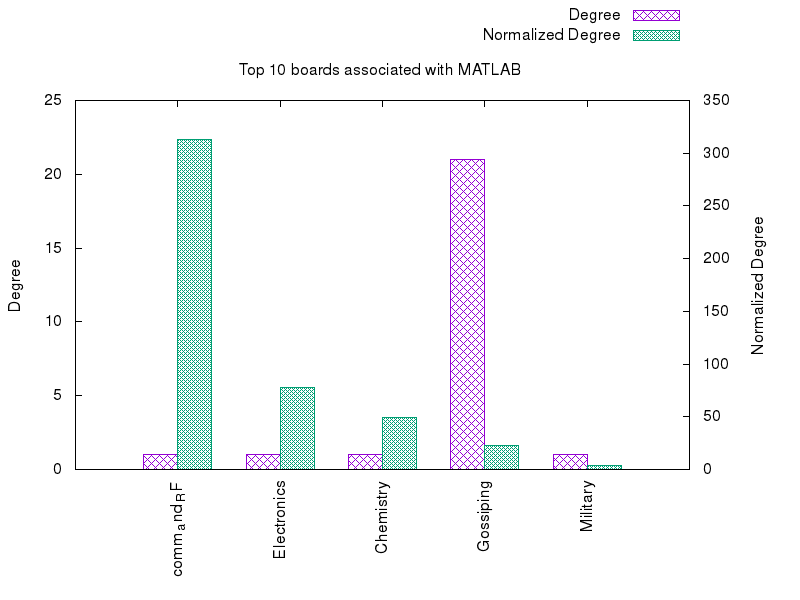 Degree
Normalized Degree
Top 10 boards associated with MATLAB
25
20
15
10
5
0
350
300
250
200
150
100
50
0
Degree
Normalized Degree
comm_and_RF
Electronics
Chemistry
Gossiping
Military